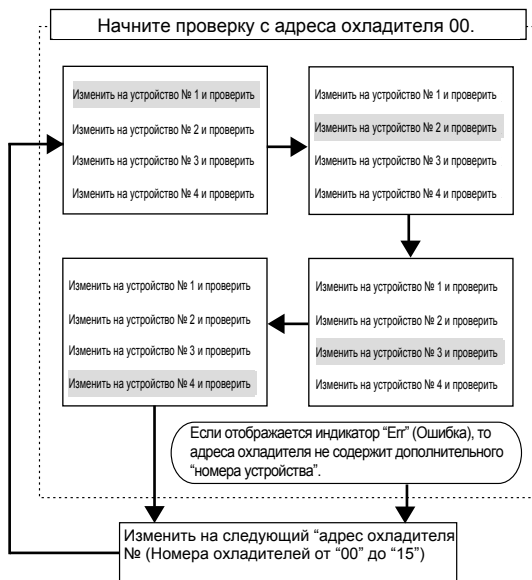 Начните проверку с адреса охладителя 00.
Изменить на устройство № 1 и проверить
Изменить на устройство № 2 и проверить
Изменить на устройство № 3 и проверить
Изменить на устройство № 4 и проверить
Изменить на устройство № 1 и проверить
Изменить на устройство № 2 и проверить
Изменить на устройство № 3 и проверить
Изменить на устройство № 4 и проверить
Изменить на устройство № 1 и проверить
Изменить на устройство № 2 и проверить
Изменить на устройство № 3 и проверить
Изменить на устройство № 4 и проверить
Изменить на устройство № 1 и проверить
Изменить на устройство № 2 и проверить
Изменить на устройство № 3 и проверить
Изменить на устройство № 4 и проверить
Если отображается индикатор “Err” (Ошибка), то
адреса охладителя не содержит дополнительного
“номера устройства”.
Изменить на следующий “адрес охладителя
№ (Номера охладителей от “00” до “15”)